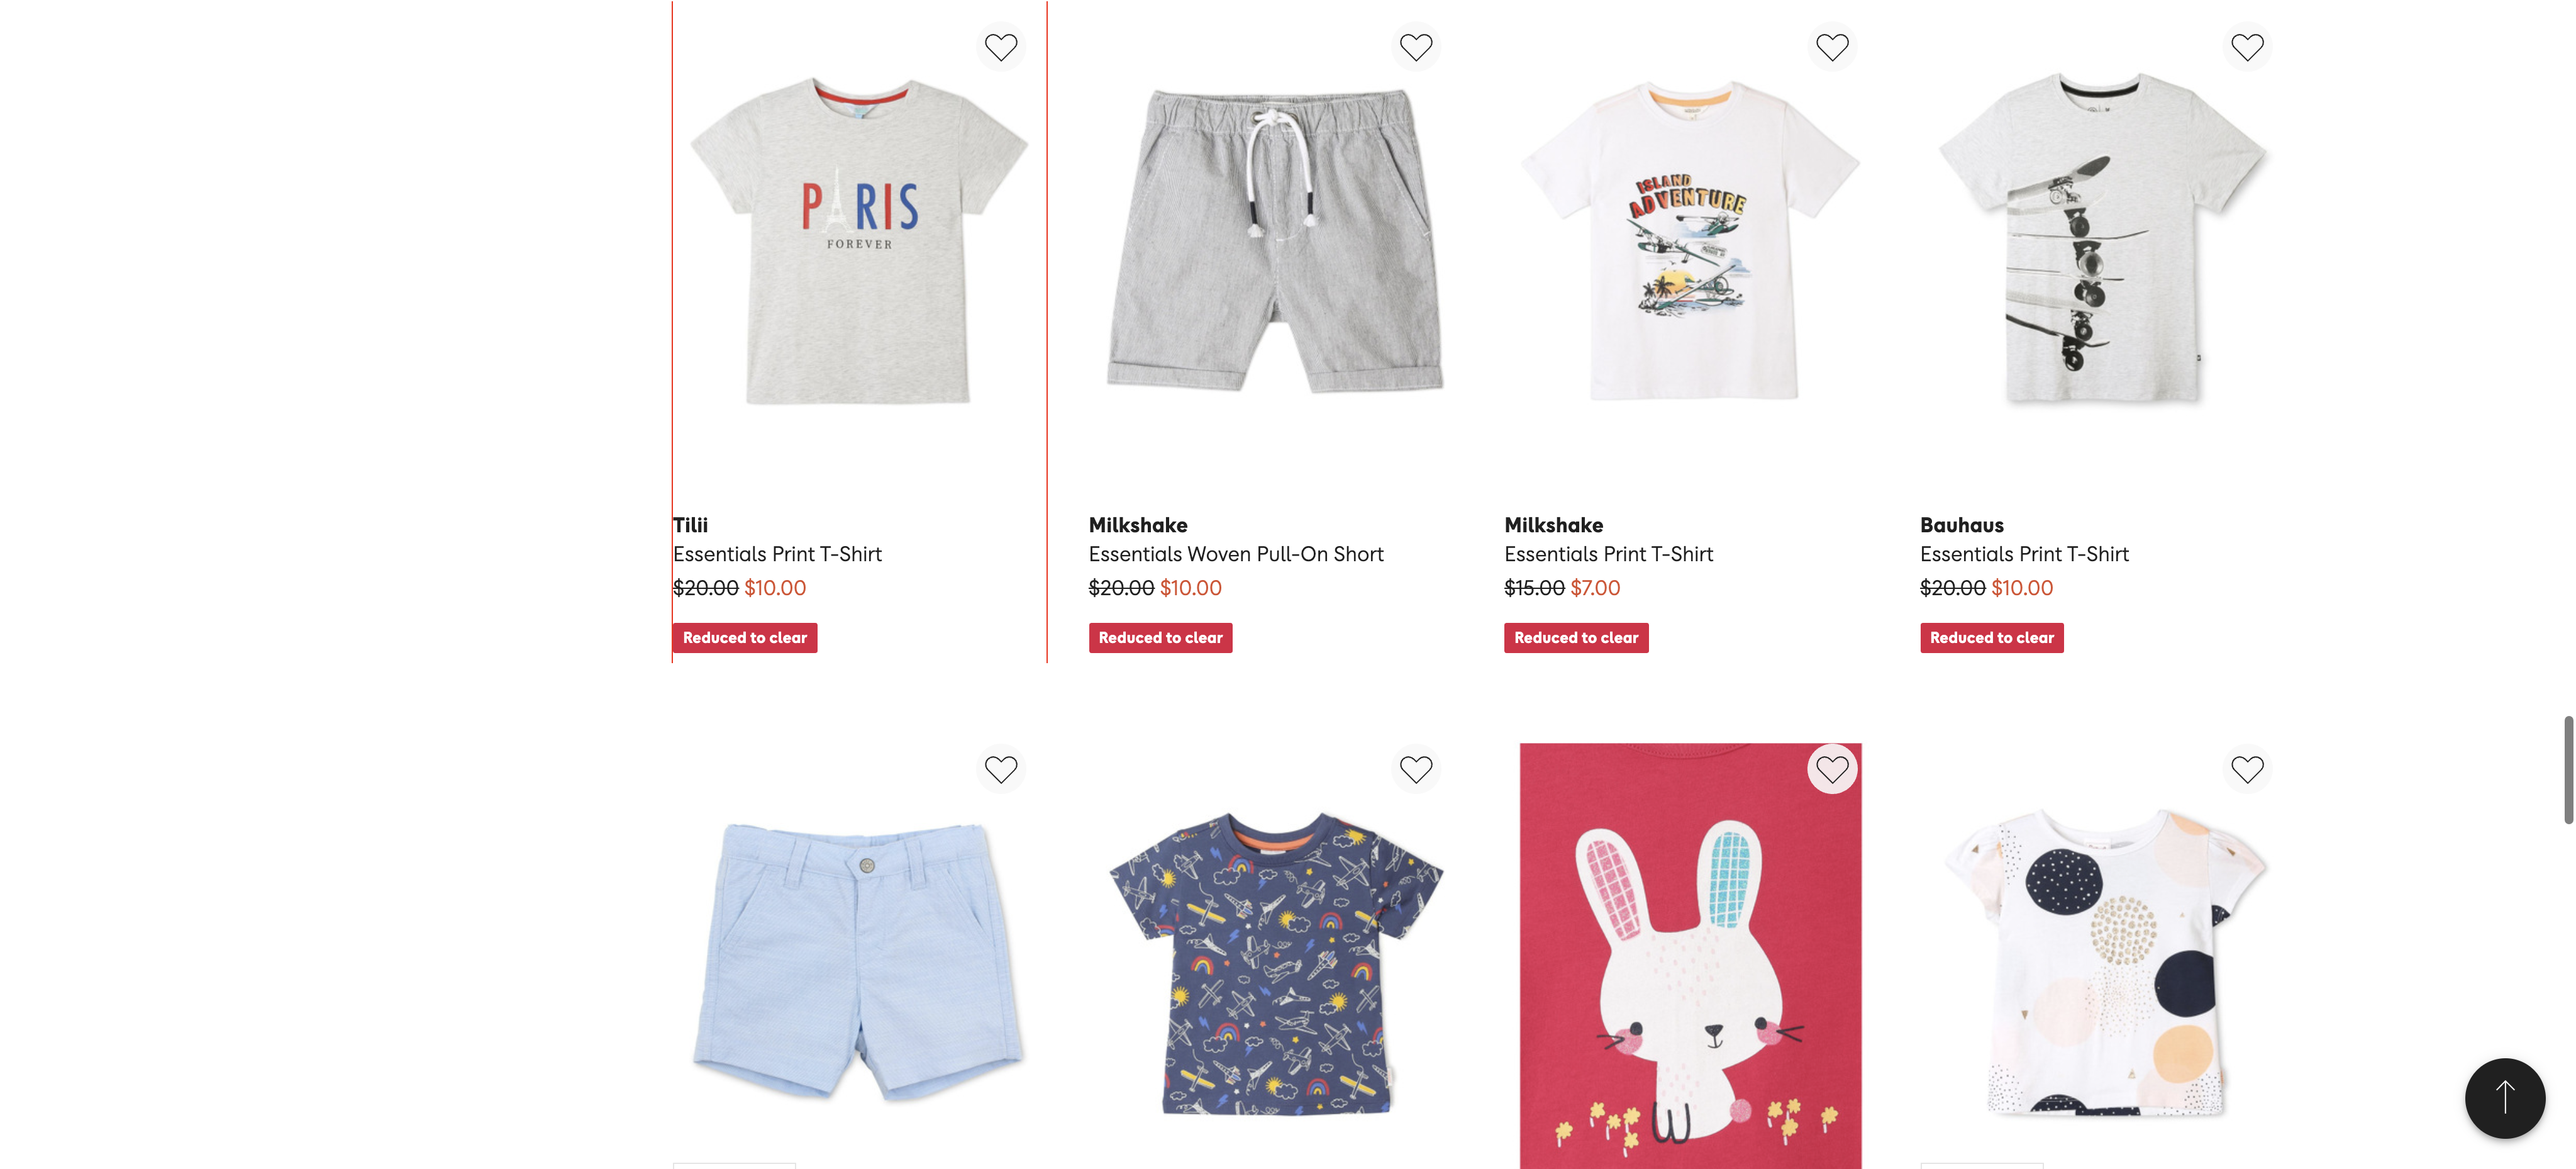 PARIS
FOREVER
ISLAND
ADVENTURE
Tilii
Essentials Print T-Shirt
$20.00 $10.00
Reduced to clear
Milkshake
Essentials Woven Pull-On Short
$20.00 $10.00
Reduced to clear
Milkshake
Essentials Print T-Shirt
$15.00 $7.00
Reduced to clear
Bauhaus
Essentials Print T-Shirt
$20.00 $10.00
Reduced to clear